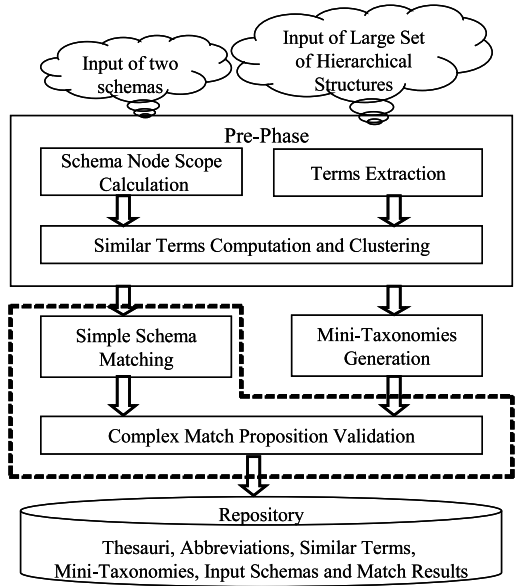 Input of two
schemas
Input of Large Set
of Hierarchical
Structures
Pre-Phase
Schema Node Scope
Calculation
Terms Extraction
Similar Terms Computation and Clustering
Simple Schema
Matching
Mini-Taxonomies
Generation
Complex Match Proposition Validation
Repository
Thesauri, Abbreviations, Similar Terms,
Mini-Taxonomies, Input Schemas and Match Results